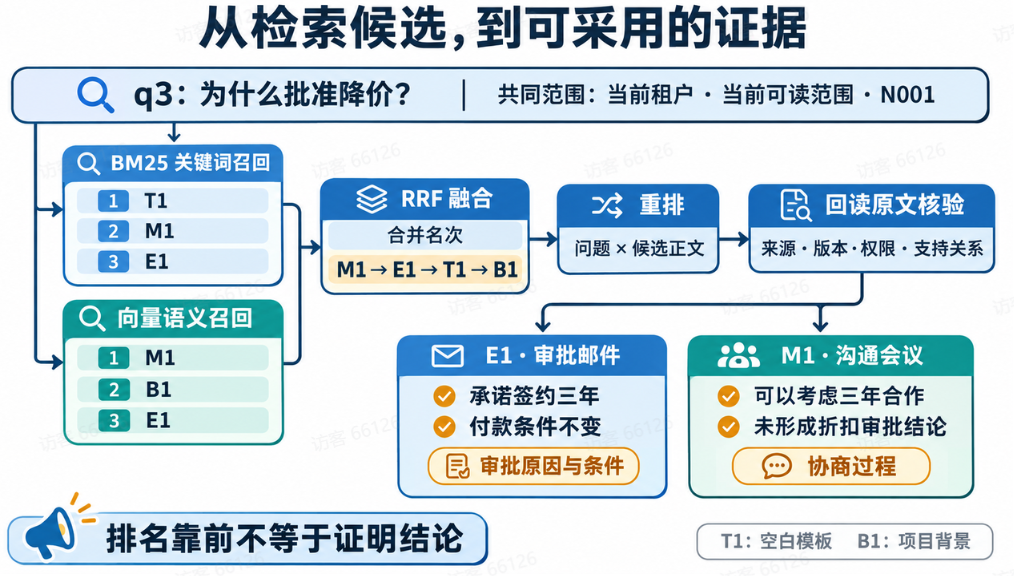 从检索候选，到可采用的证据
q3：为什么批准降价？ | 共同范围：当前租户 · 当前可读范围 · N001
BM25 关键词召回
1 T1
2 M1
3 E1
向量语义召回
1 M1
2 B1
3 E1
RRF 融合
合并名次
M1→E1→T1→B1
重排
问题 × 候选正文
回读原文核验
来源 · 版本 · 权限 · 支持关系
E1 · 审批邮件
承诺签约三年
付款条件不变
审批原因与条件
M1 · 沟通会议
可以考虑三年合作
未形成折扣审批结论
协商过程
排名靠前不等于证明结论
T1：空白模板 B1：项目背景
访客 66126